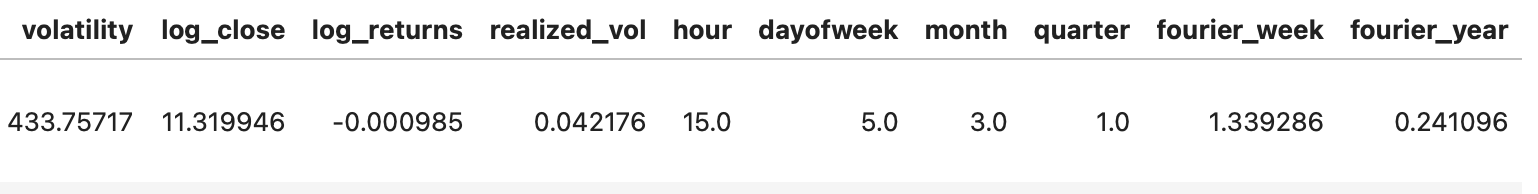 volatility log_close log_returns realized_vol hour dayofweek month quarter fourier_week fourier_year
433.75717 11.319946 -0.000985 0.042176 15.0 5.0 3.0 1.0 1.339286 0.241096